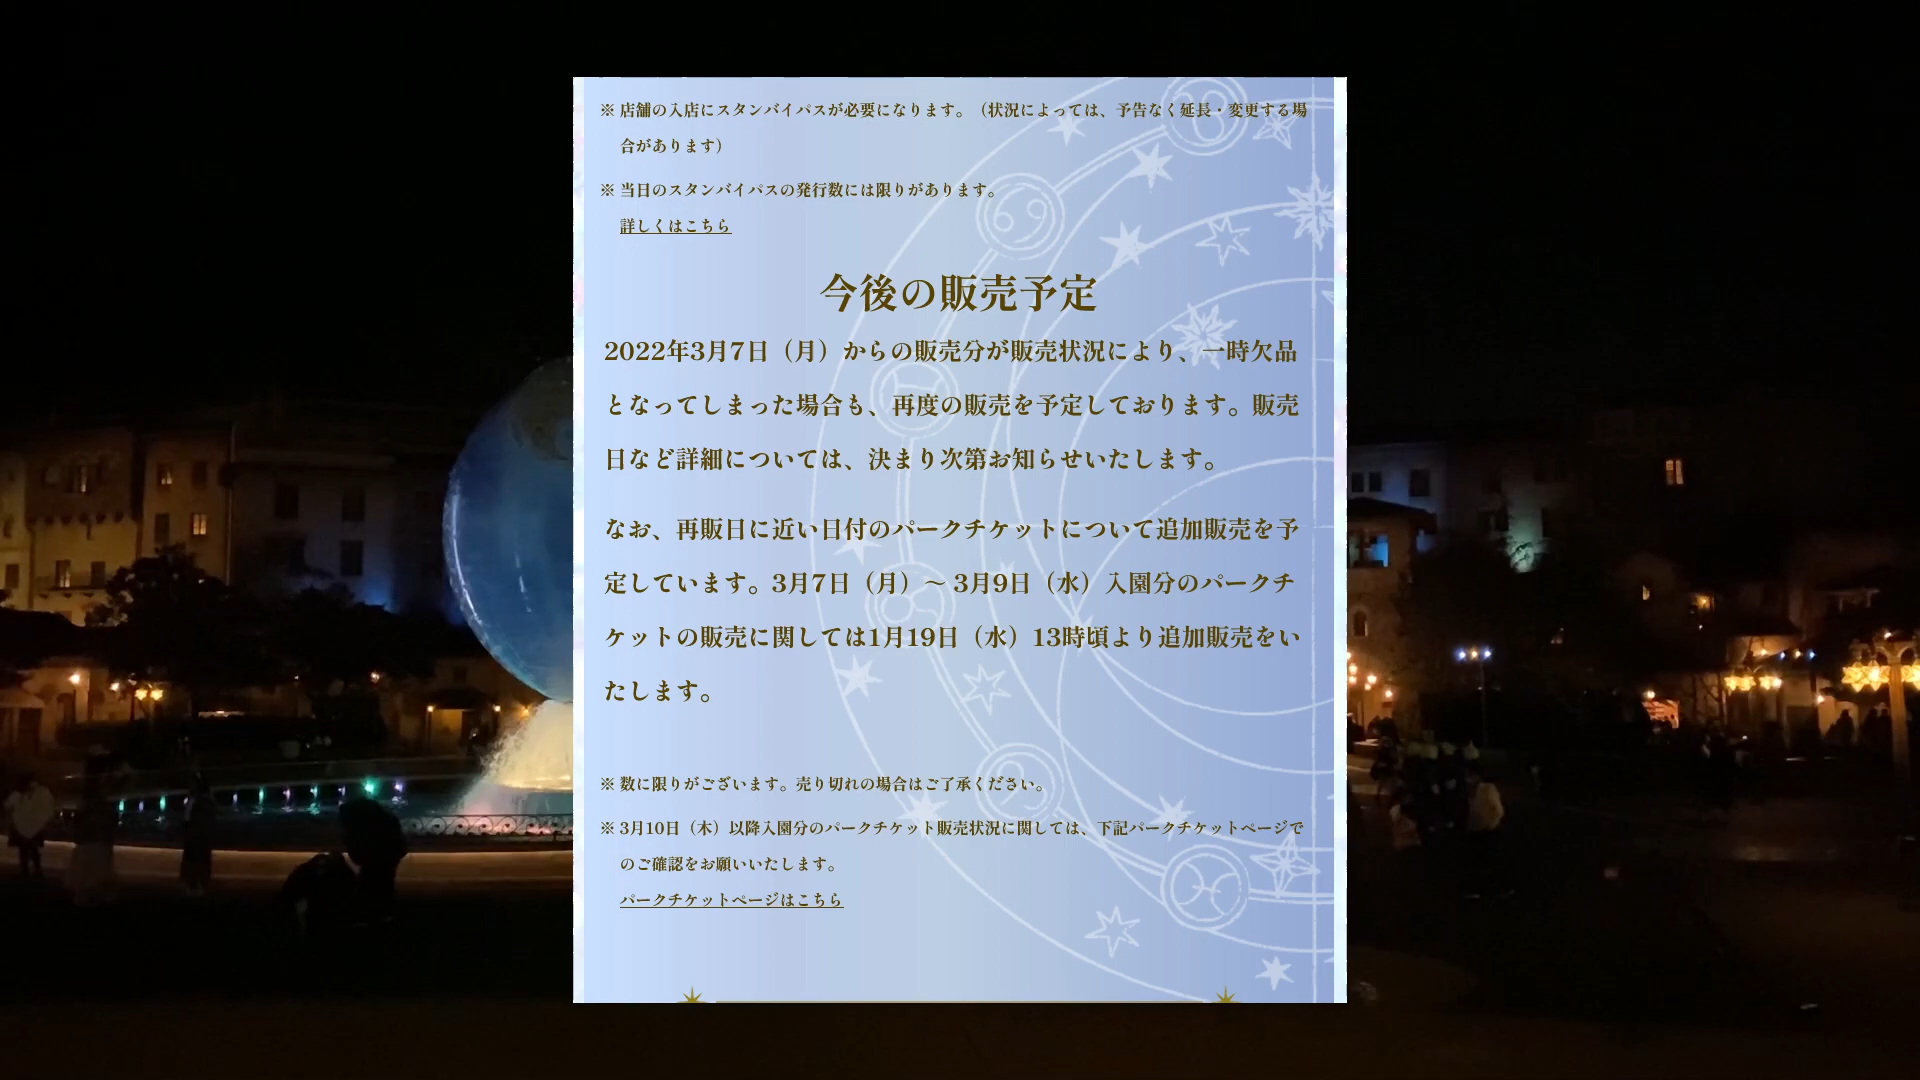 ※ 店舗の入店にスタンバイパスが必要になります。（状況によっては、予告なく延長・変更する場
合があります）
※ 当日のスタンバイパスの発行数には限りがあります。
詳しくはこちら
今後の販売予定
2022年3月7日（月）からの販売分が販売状況により、一時欠品
となってしまった場合も、再度の販売を予定しております。販売
日など詳細については、決まり次第お知らせいたします。
なお、再販日に近い日付のパークチケットについて追加販売を予
定しています。3月7日（月）〜 3月9日（水）入園分のパークチ
ケットの販売に関しては1月19日（水）13時頃より追加販売をい
たします。
※ 数に限りがございます。売り切れの場合はご了承ください。
※ 3月10日（木）以降入園分のパークチケット販売状況に関しては、下記パークチケットページで
のご確認をお願いいたします。
パークチケットページはこちら